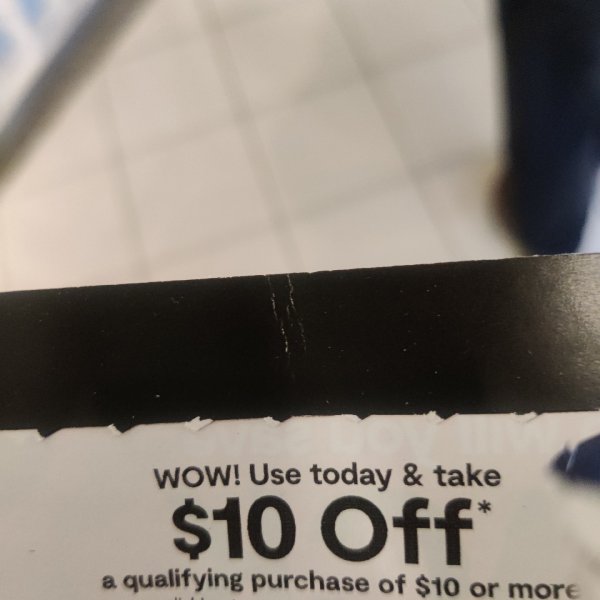 WOW! Use today & take
$10 Off*
a qualifying purchase of $10 or more